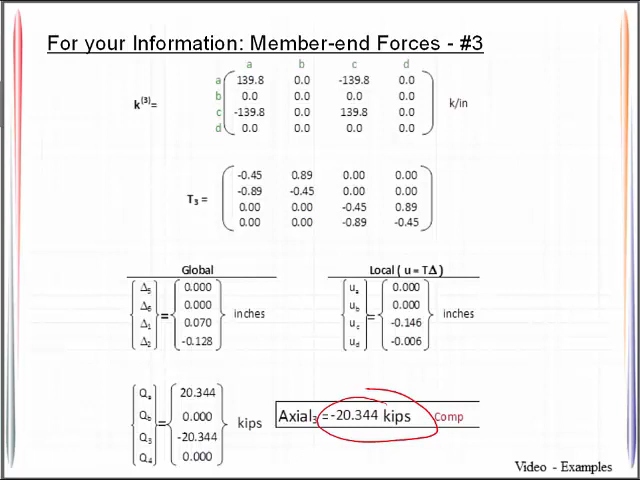 For your Information: Member-end Forces - #3
a b c d
a 139.8 0.0 -139.8 0.0
b 0.0 0.0 0.0 0.0
k(3)= k/in
c -139.8 0.0 139.8 0.0
d 0.0 0.0 0.0 0.0
-0.45 0.89 0.00 0.00
-0.89 -0.45 0.00 0.00
T3 =
0.00 0.00 -0.45 0.89
0.00 0.00 -0.89 -0.45
Global Local ( u = TΔ )
Δ5 0.000 ua 0.000
Δ6 0.000 ub 0.000
= inches = inches
Δ1 0.070 uc -0.146
Δ2 -0.128 ud -0.006
Qa 20.344
Qb 0.000
= kips
Q3 -20.344
Q4 0.000
Axial3 = -20.344 kips Comp
Video - Examples